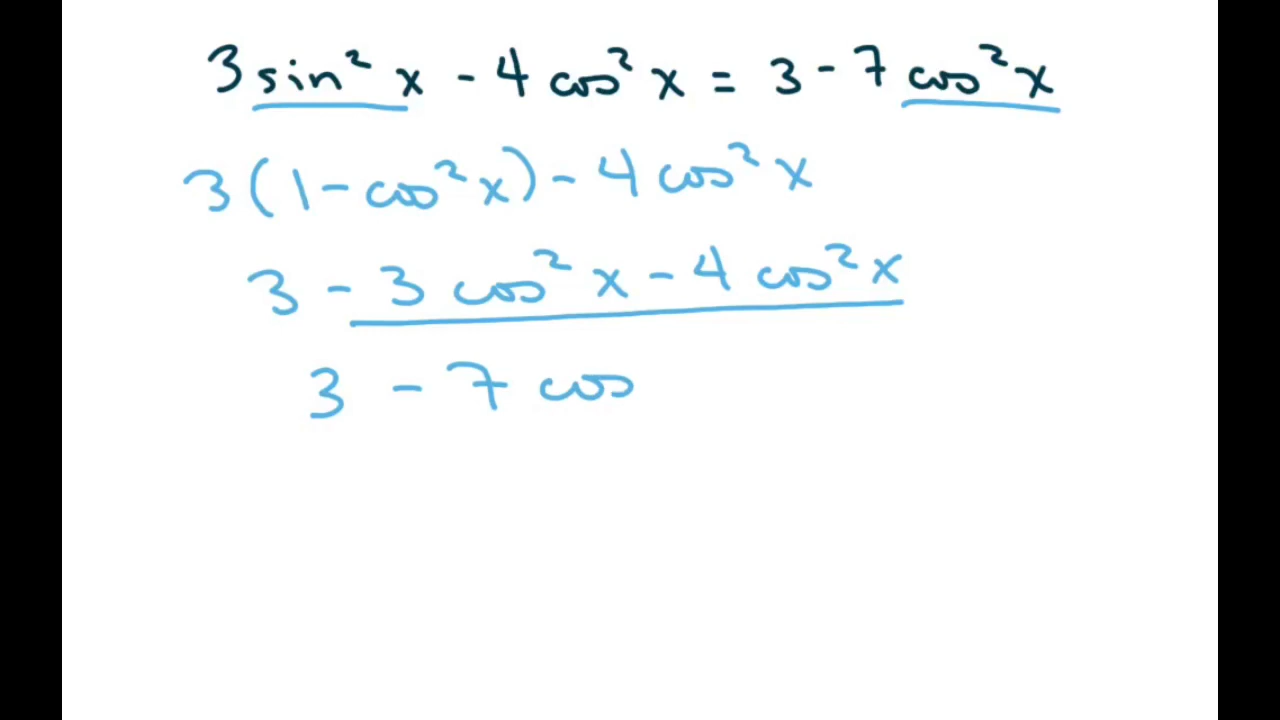 3 sin² x - 4 cos² x = 3 - 7 cos² x
3 (1 - cos² x) - 4 cos² x
3 - 3 cos² x - 4 cos² x
3 - 7 cos